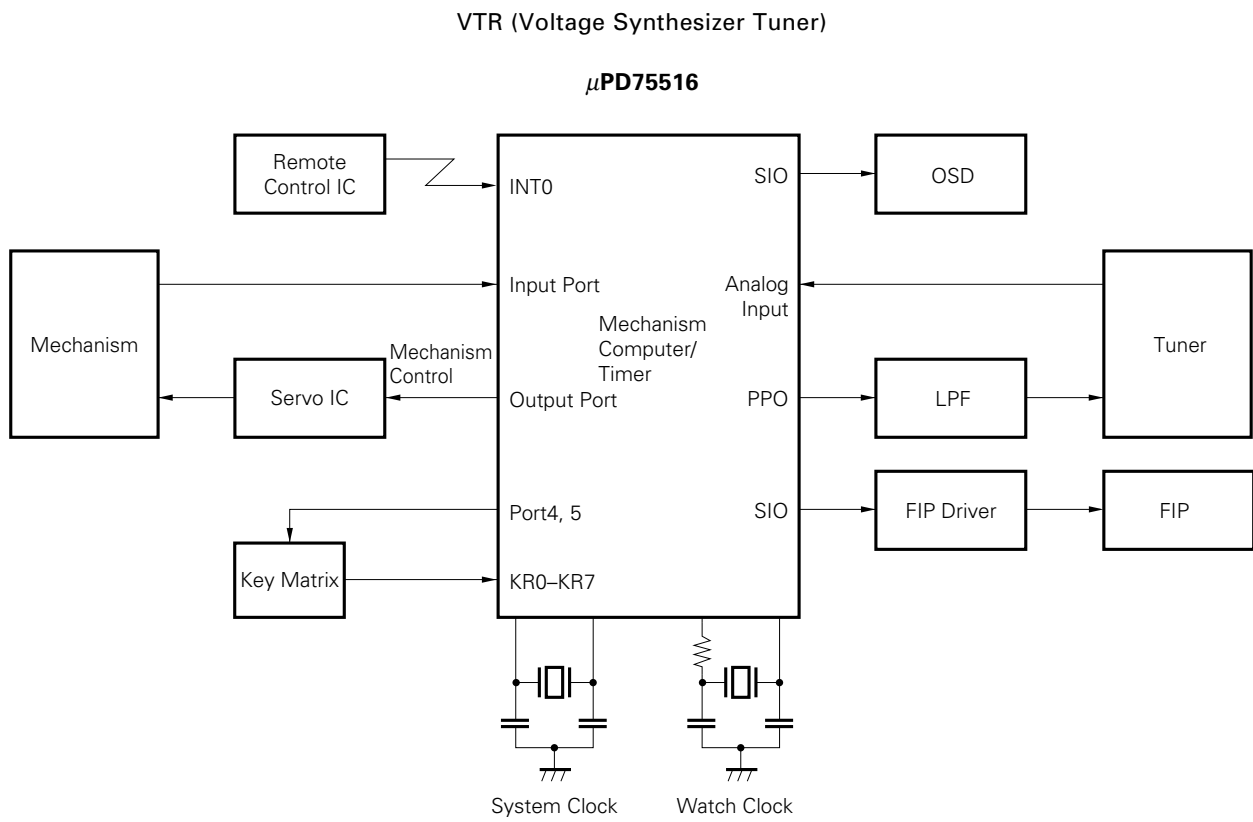 VTR (Voltage Synthesizer Tuner)
μPD75516
Remote
Control IC
INT0
SIO
OSD
Mechanism
Input Port
Analog
Input
Tuner
Mechanism
Computer/
Timer
Mechanism
Control
Servo IC
Output Port
PPO
LPF
Port4, 5
SIO
FIP Driver
FIP
Key Matrix
KR0–KR7
System Clock
Watch Clock